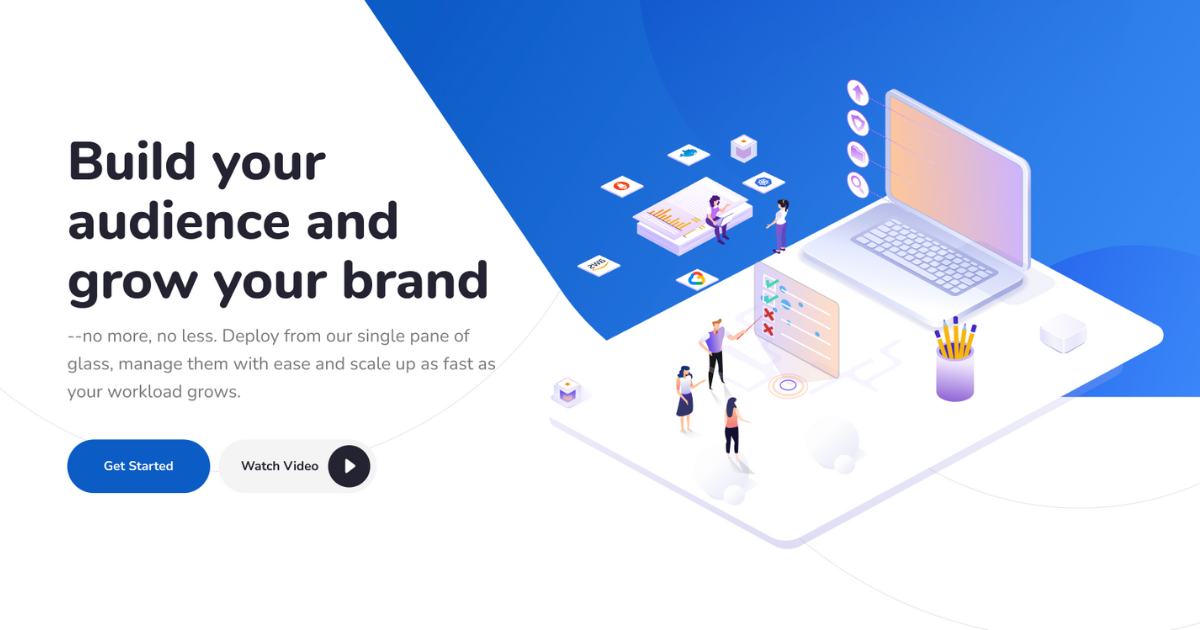 Build your
audience and
grow your brand
--no more, no less. Deploy from our single pane of
glass, manage them with ease and scale up as fast as
your workload grows.
Get Started
Watch Video
aws